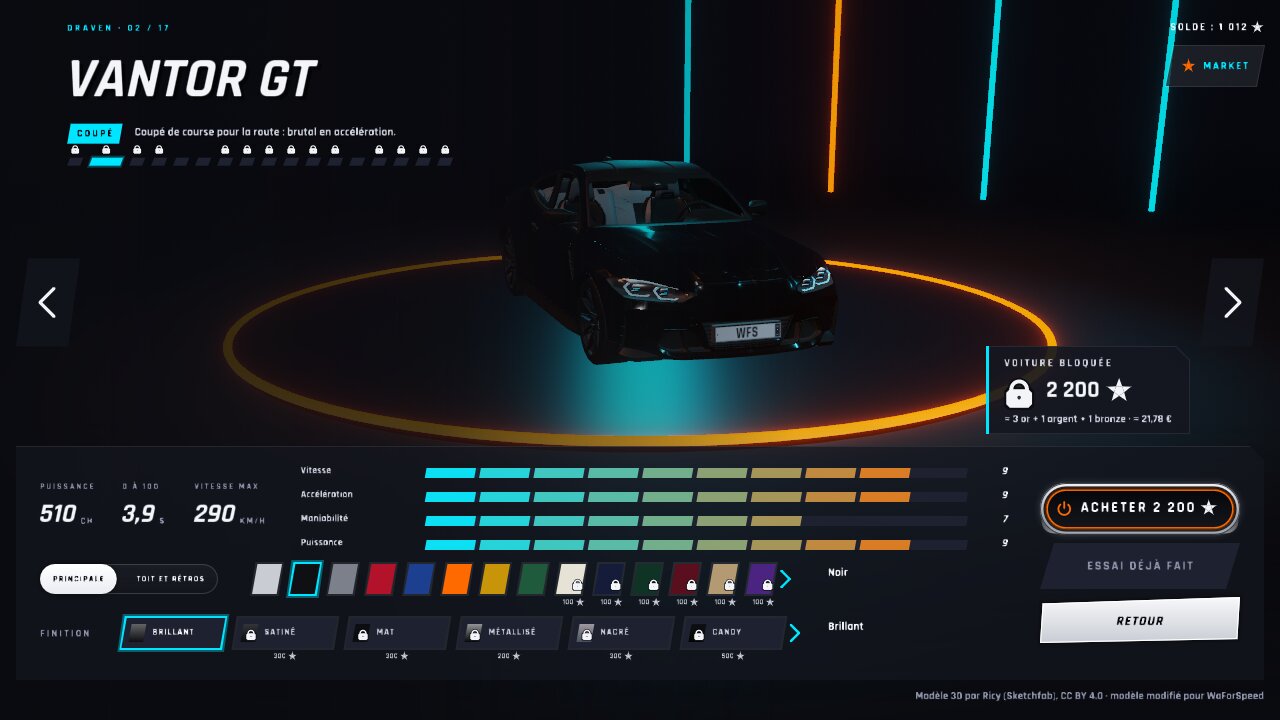 DRAVEN · 02 / 17
SOLDE : 1 012 ★
VANTOR GT
★ MARKET
COUPÉ
Coupé de course pour la route : brutal en accélération.
WFS
VOITURE BLOQUÉE
2 200 ★
≈ 3 or + 1 argent + 1 bronze · ≈ 21,78 €
PUISSANCE
510 CH
0 À 100
3,9 S
VITESSE MAX
290 KM/H
Vitesse 9
Accélération 9
Maniabilité 7
Puissance 9
ACHETER 2 200 ★
ESSAI DÉJÀ FAIT
RETOUR
PRINCIPALE
TOIT ET RÉTROS
100 ★ 100 ★ 100 ★ 100 ★ 100 ★ 100 ★
Noir
FINITION
BRILLANT
SATINÉ
MAT
MÉTALLISÉ
NACRÉ
CANDY
Brillant
300 ★ 300 ★ 200 ★ 300 ★ 500 ★
Modèle 3D par Ricy (Sketchfab), CC BY 4.0 · modèle modifié pour WaForSpeed